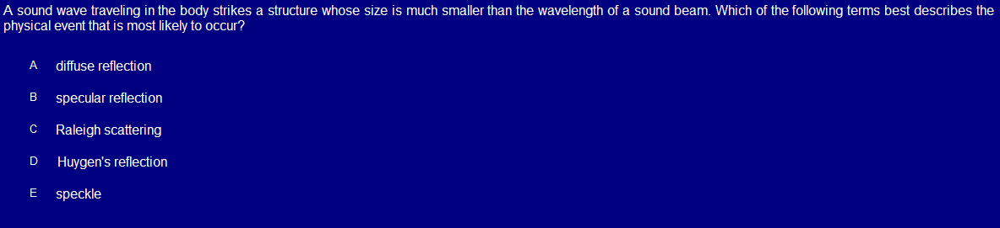 A sound wave traveling in the body strikes a structure whose size is much smaller than the wavelength of a sound beam. Which of the following terms best describes the
physical event that is most likely to occur?
A diffuse reflection
B specular reflection
C Raleigh scattering
D Huygen's reflection
E speckle